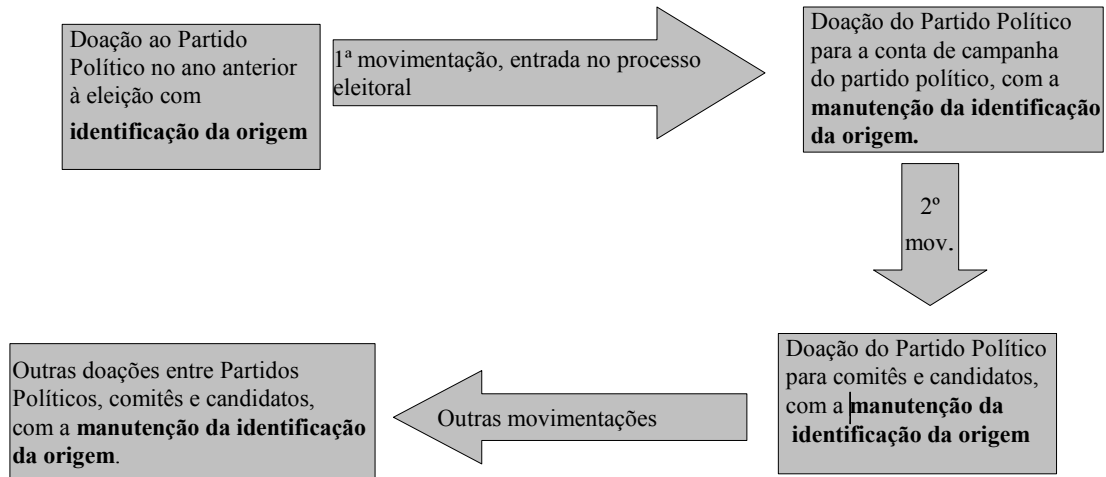 Doação ao Partido
Político no ano anterior
à eleição com
identificação da origem
1ª movimentação, entrada no processo
eleitoral
Doação do Partido Político
para a conta de campanha
do partido político, com a
manutenção da identificação
da origem.
2º
mov.
Doação do Partido Político
para comitês e candidatos,
com a manutenção da
identificação da origem
Outras movimentações
Outras doações entre Partidos
Políticos, comitês e candidatos,
com a manutenção da identificação
da origem.